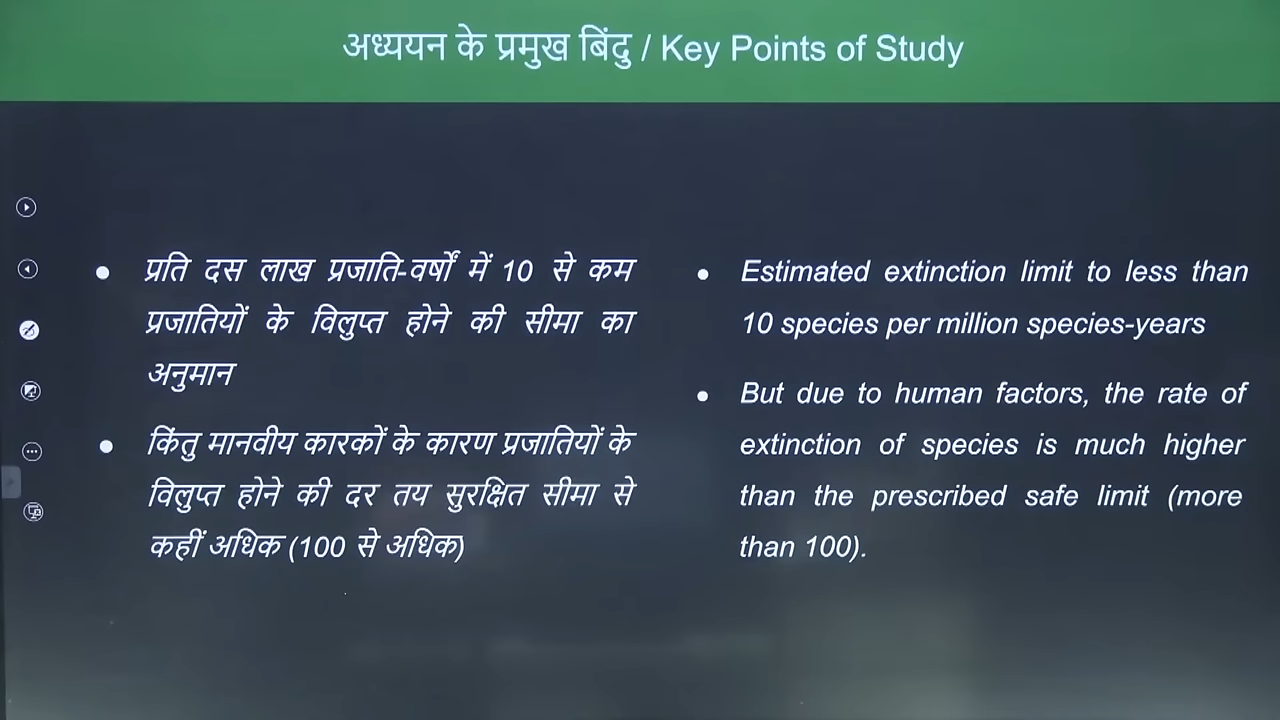 अध्ययन के प्रमुख बिंदु / Key Points of Study
● प्रति दस लाख प्रजाति-वर्षों में 10 से कम
प्रजातियों के विलुप्त होने की सीमा का
अनुमान
● किंतु मानवीय कारकों के कारण प्रजातियों के
विलुप्त होने की दर तय सुरक्षित सीमा से
कहीं अधिक (100 से अधिक)
● Estimated extinction limit to less than
10 species per million species-years
● But due to human factors, the rate of
extinction of species is much higher
than the prescribed safe limit (more
than 100).